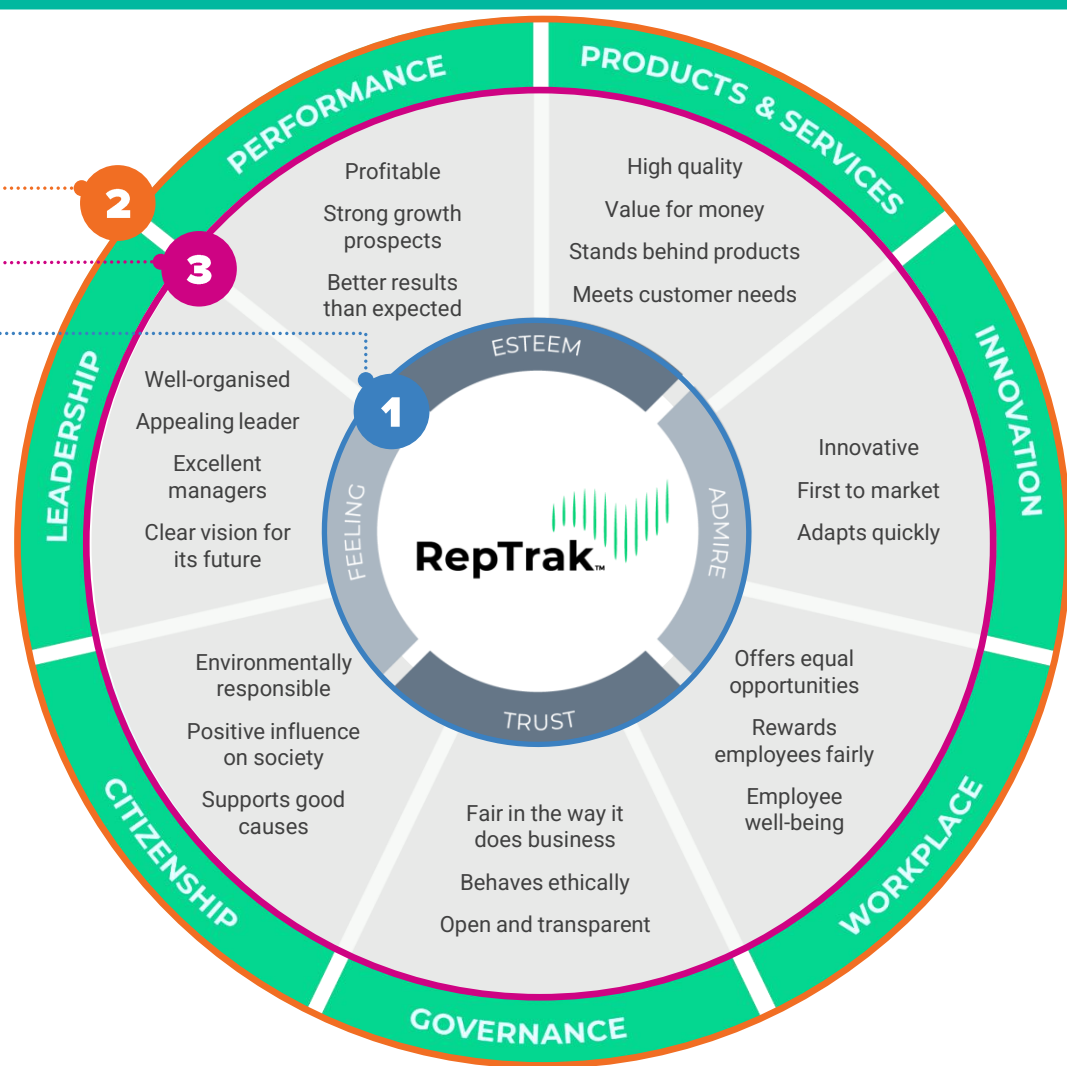 PERFORMANCE
Profitable
Strong growth
prospects
Better results
than expected
PRODUCTS & SERVICES
High quality
Value for money
Stands behind products
Meets customer needs
INNOVATION
Innovative
First to market
Adapts quickly
WORKPLACE
Offers equal
opportunities
Rewards
employees fairly
Employee
well-being
GOVERNANCE
Fair in the way it
does business
Behaves ethically
Open and transparent
CITIZENSHIP
Environmentally
responsible
Positive influence
on society
Supports good
causes
LEADERSHIP
Well-organised
Appealing leader
Excellent
managers
Clear vision for
its future
2
3
1
ESTEEM
ADMIRE
TRUST
FEELING
RepTrak™